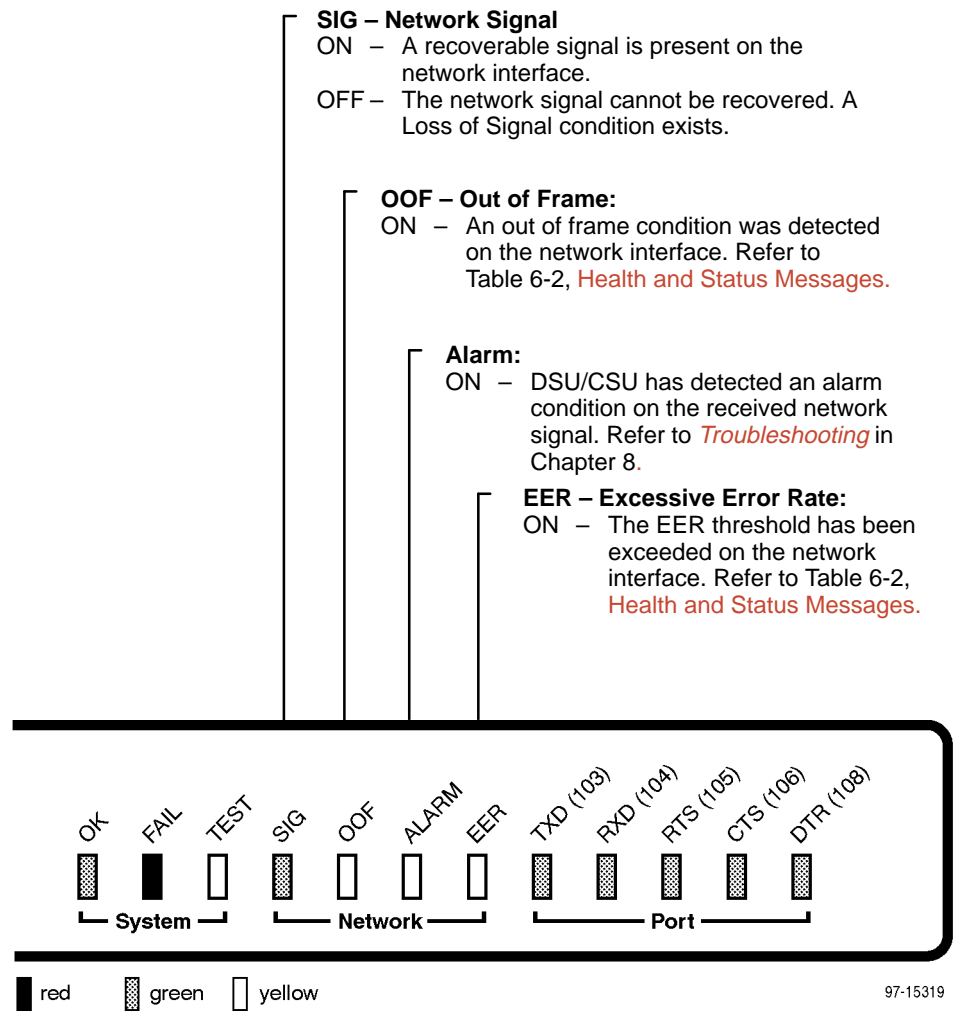 SIG – Network Signal
ON – A recoverable signal is present on the
network interface.
OFF – The network signal cannot be recovered. A
Loss of Signal condition exists.
OOF – Out of Frame:
ON – An out of frame condition was detected
on the network interface. Refer to
Table 6-2, Health and Status Messages.
Alarm:
ON – DSU/CSU has detected an alarm
condition on the received network
signal. Refer to Troubleshooting in
Chapter 8.
EER – Excessive Error Rate:
ON – The EER threshold has been
exceeded on the network
interface. Refer to Table 6-2,
Health and Status Messages.
OK FAIL TEST SIG OOF ALARM EER TXD (103) RXD (104) RTS (105) CTS (106) DTR (108)
System Network Port
red green yellow
97-15319